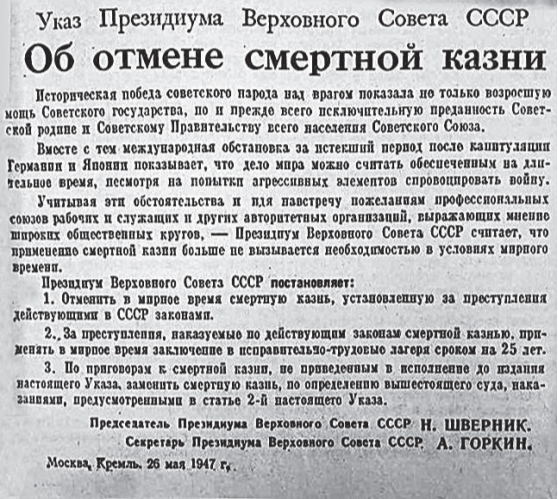 Указ Президиума Верховного Совета СССР
Об отмене смертной казни
Историческая победа советского народа над врагом показала не только возросшую
мощь Советского государства, но и прежде всего исключительную преданность Совет-
ской родине и Советскому Правительству всего населения Советского Союза.
Вместе с тем международная обстановка за истекший период после капитуляции
Германии и Японии показывает, что дело мира можно считать обеспеченным на дли-
тельное время, несмотря на попытки агрессивных элементов спровоцировать войну.
Учитывая эти обстоятельства и идя навстречу пожеланиям профессиональных
союзов рабочих и служащих и других авторитетных организаций, выражающих мнение
широких общественных кругов, — Президиум Верховного Совета СССР считает, что
применение смертной казни больше не вызывается необходимостью в условиях мирного
времени.
Президиум Верховного Совета СССР постановляет:
1. Отменить в мирное время смертную казнь, установленную за преступления
действующими в СССР законами.
2. За преступления, наказуемые по действующим законам смертной казнью, при-
менять в мирное время заключение в исправительно-трудовые лагеря сроком на 25 лет.
3. По приговорам к смертной казни, не приведенным в исполнение до издания
настоящего Указа, заменить смертную казнь, по определению вышестоящего суда, нака-
заниями, предусмотренными в статье 2-й настоящего Указа.
Председатель Президиума Верховного Совета СССР Н. ШВЕРНИК.
Секретарь Президиума Верховного Совета СССР А. ГОРКИН.
Москва, Кремль, 26 мая 1947 г.